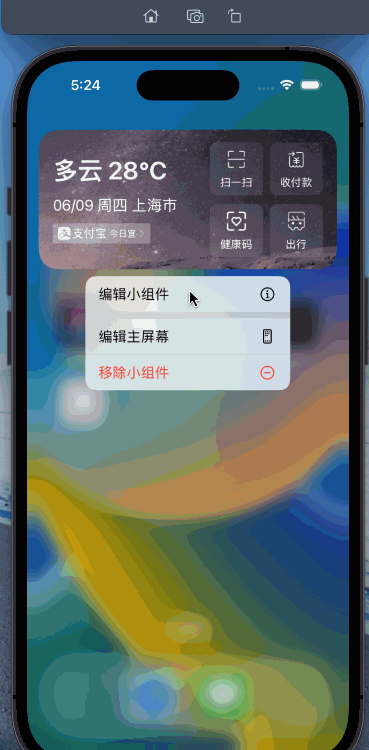 5:24
多云 28°C
06/09 周四 上海市
支 支付宝 今日宜
扫一扫
收付款
健康码
出行
编辑小组件
编辑主屏幕
移除小组件